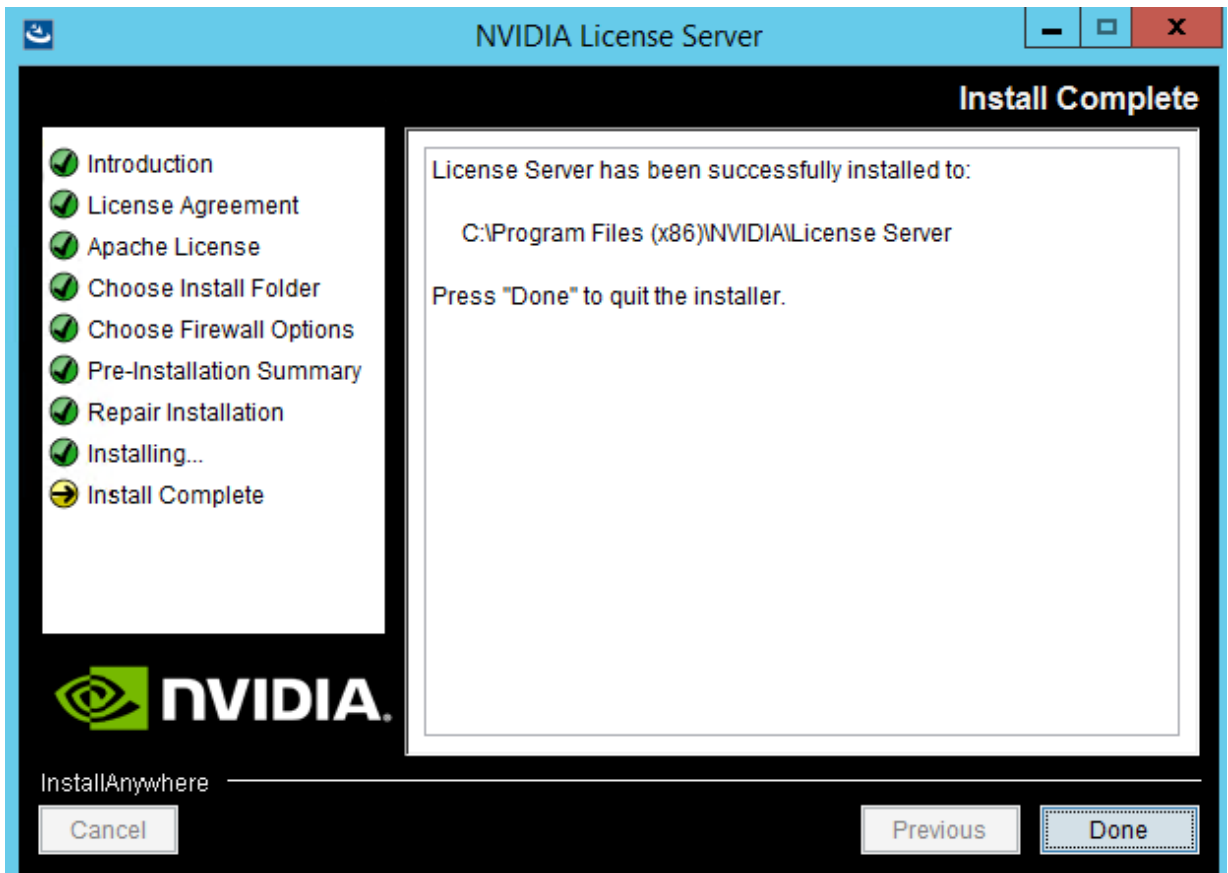 NVIDIA License Server
Install Complete
Introduction
License Agreement
Apache License
Choose Install Folder
Choose Firewall Options
Pre-Installation Summary
Repair Installation
Installing...
Install Complete
License Server has been successfully installed to:
C:\Program Files (x86)\NVIDIA\License Server
Press "Done" to quit the installer.
NVIDIA.
InstallAnywhere
Cancel
Previous
Done